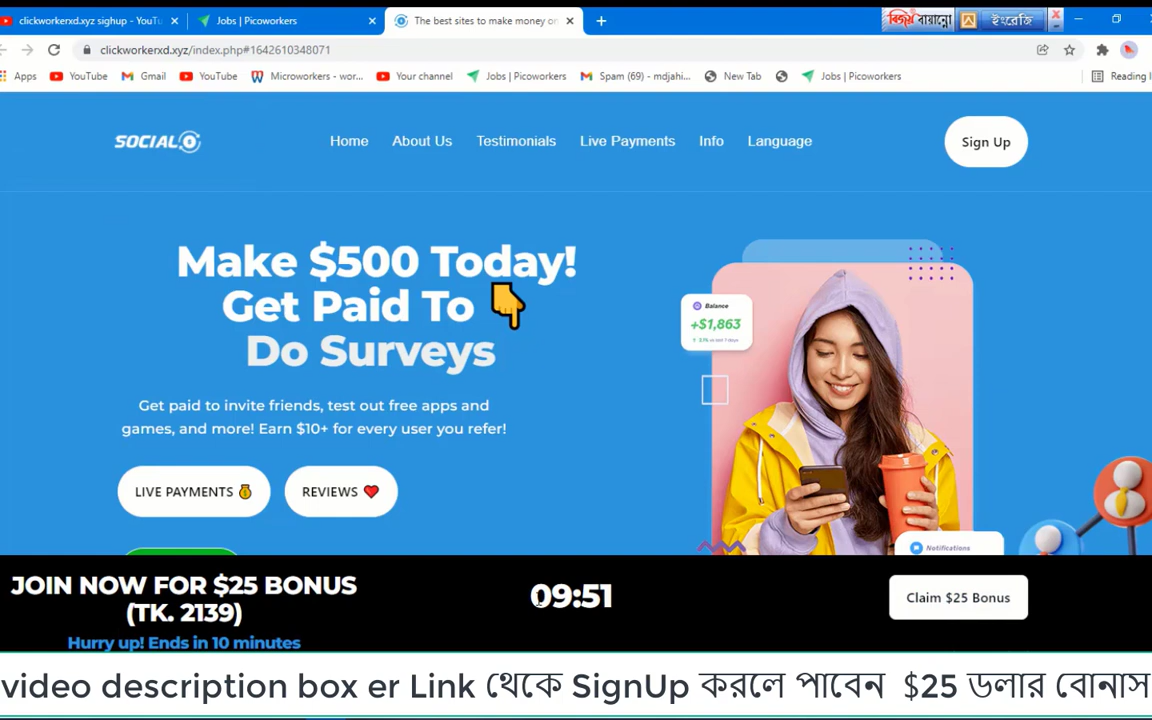 clickworkerxd.xyz sighup - YouTu
Jobs | Picoworkers
The best sites to make money on
বিজয় বায়ান্নো
ইংরেজি
clickworkerxd.xyz/index.php#1642610348071
Apps
YouTube
Gmail
YouTube
Microworkers - wor...
Your channel
Jobs | Picoworkers
Spam (69) - mdjahi...
New Tab
Jobs | Picoworkers
Reading l
SOCIAL
Home
About Us
Testimonials
Live Payments
Info
Language
Sign Up
Make $500 Today!
Get Paid To 👇
Do Surveys
Get paid to invite friends, test out free apps and
games, and more! Earn $10+ for every user you refer!
LIVE PAYMENTS 💰
REVIEWS ❤️
Balance
+$1,863
Notifications
JOIN NOW FOR $25 BONUS
(TK. 2139)
Hurry up! Ends in 10 minutes
09:51
Claim $25 Bonus
video description box er Link থেকে SignUp করলে পাবেন $25 ডলার বোনাস